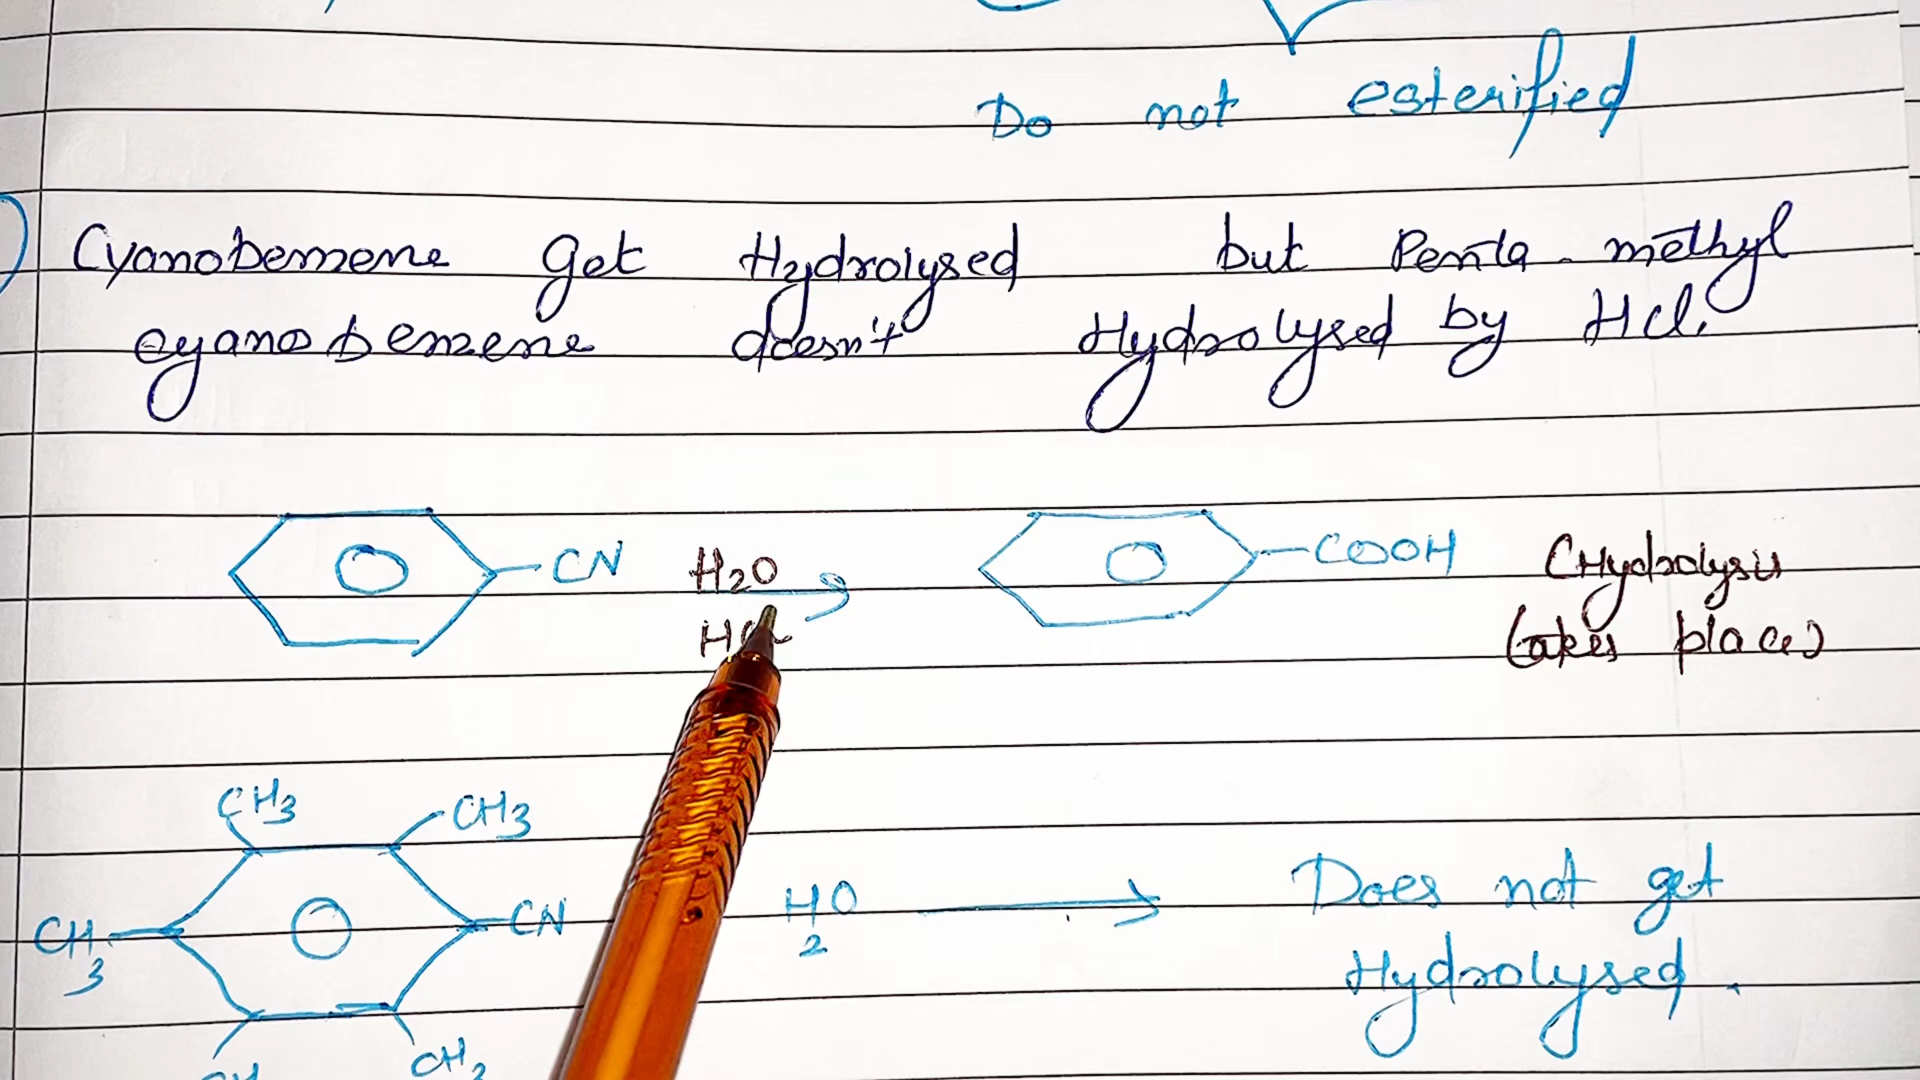 Do not esterified
Cyanobenzene get Hydrolysed but Penta-methyl
cyanobenzene doesn't Hydrolysed by HCl.
CN H2O COOH (Hydrolysis
takes place)
CH3 CH3
CH3 CN H2O Does not get
Hydrolysed.